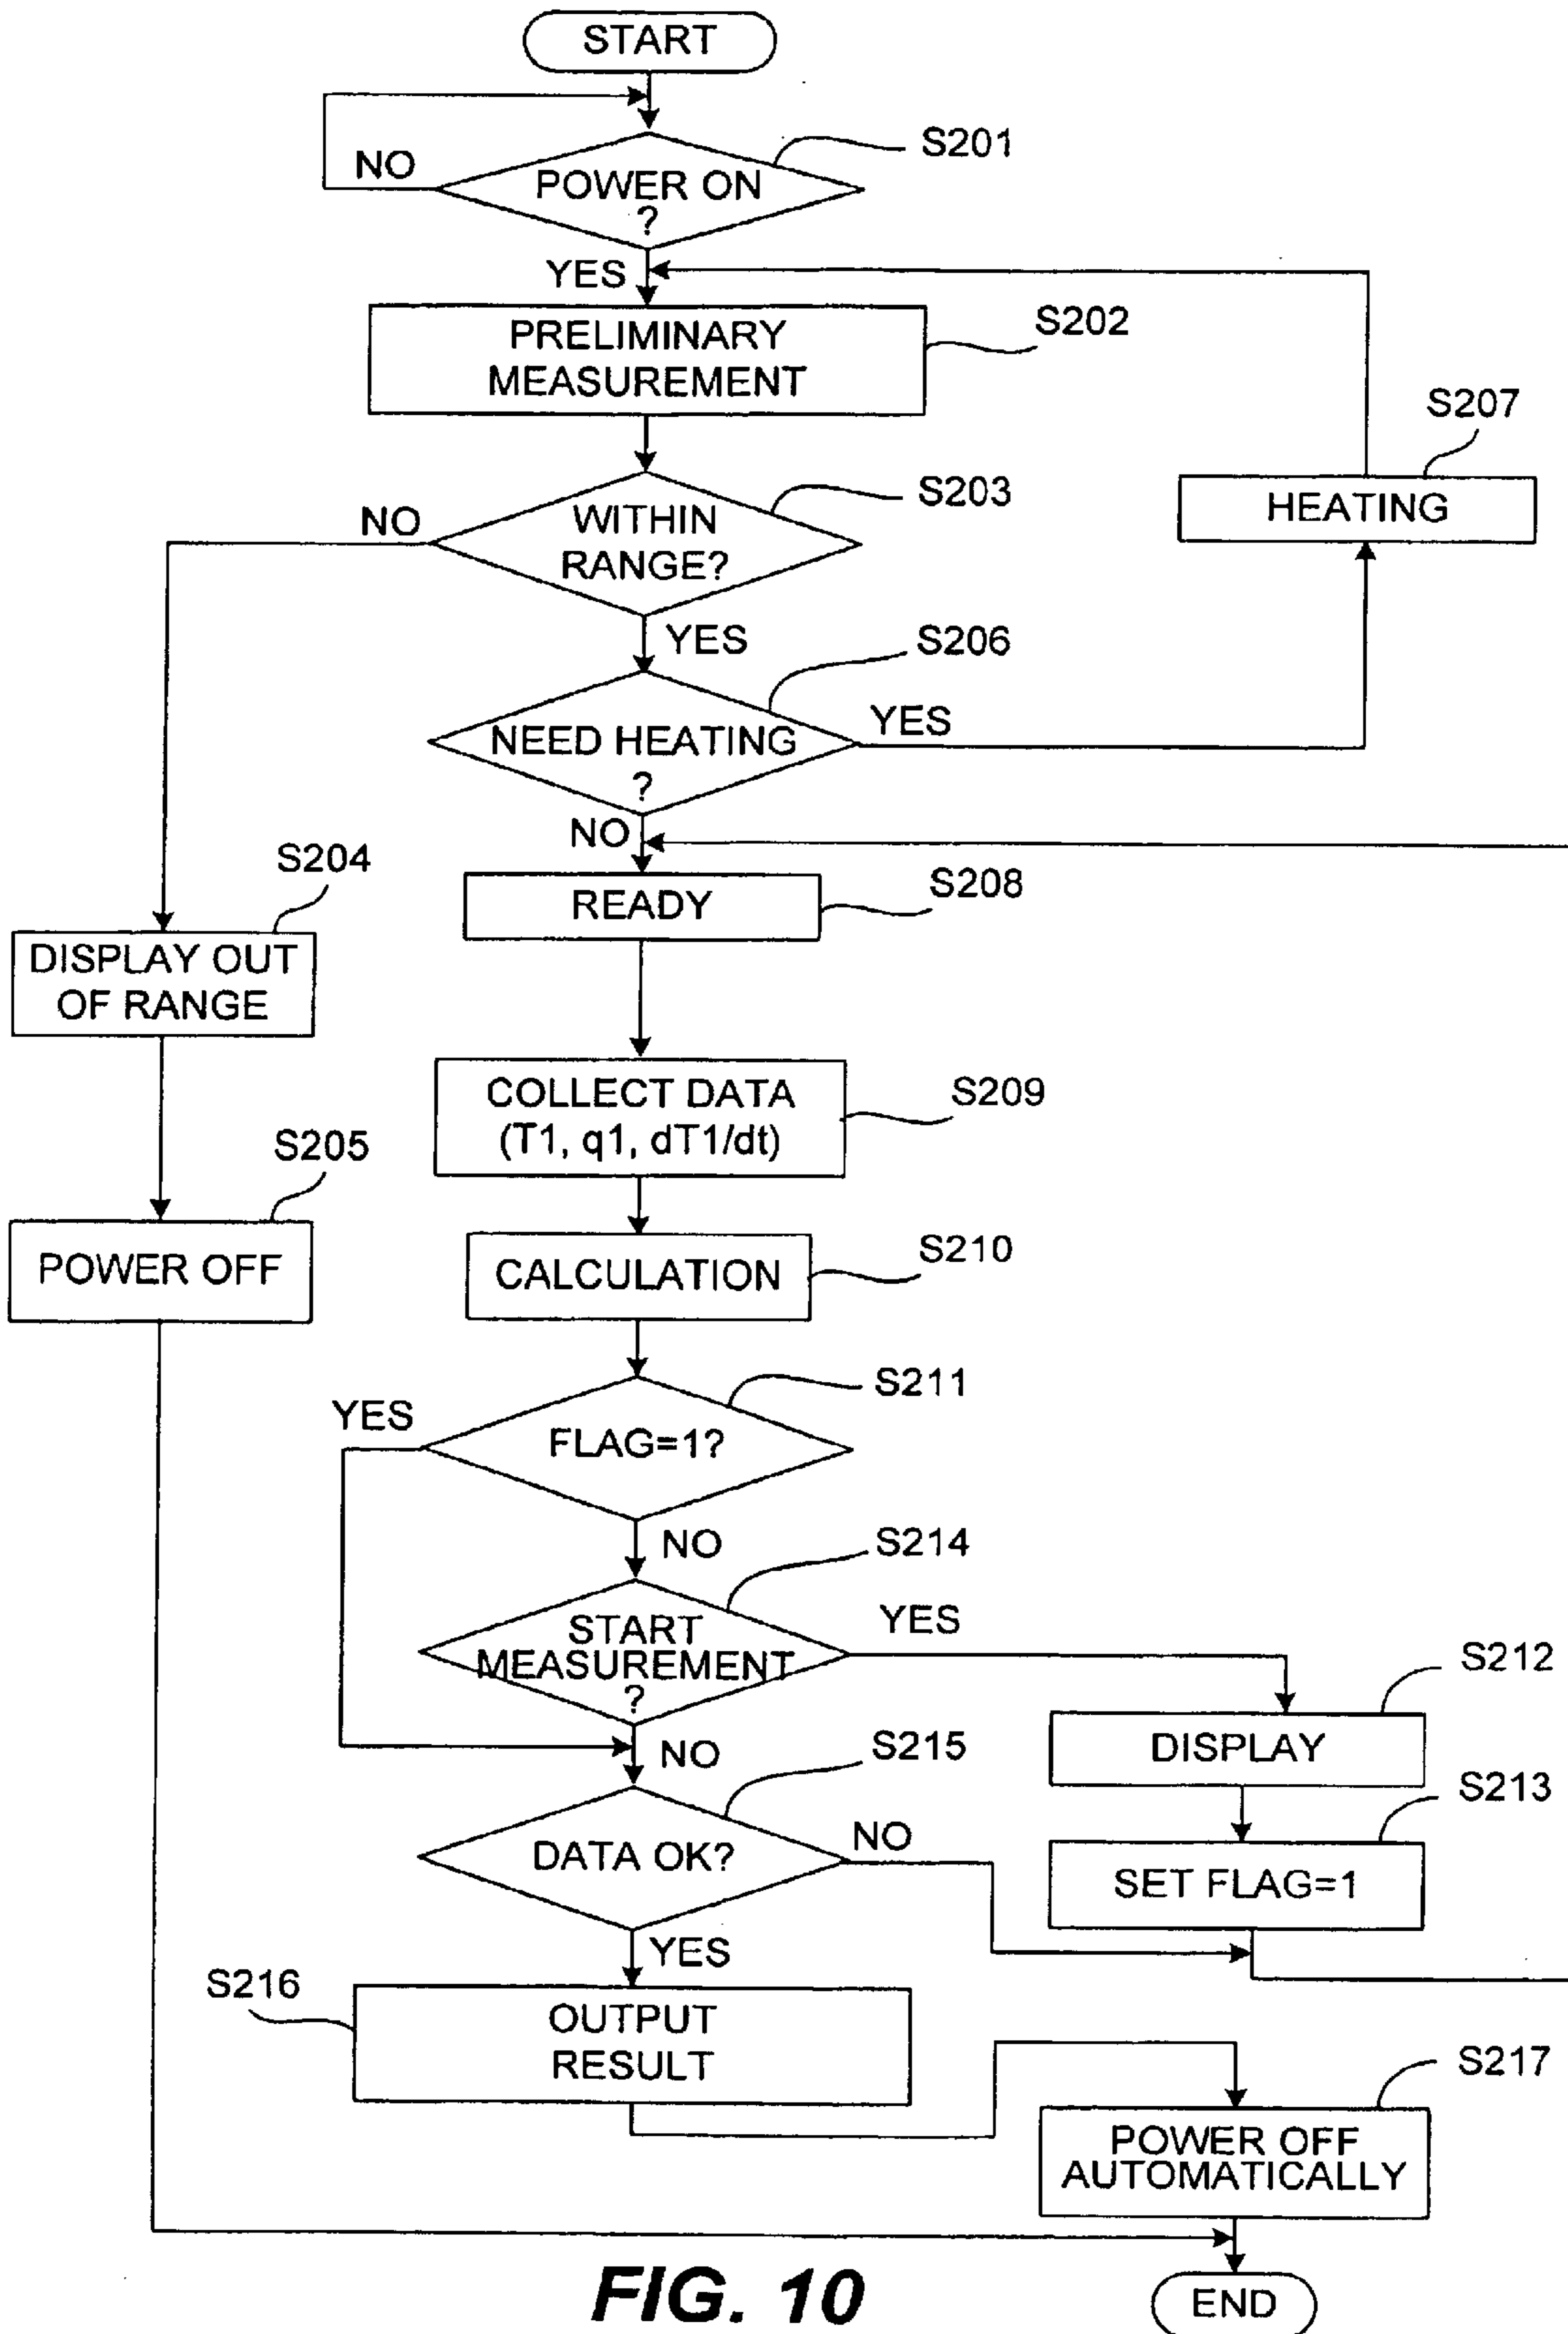 START
S201
NO
POWER ON
?
YES
S202
PRELIMINARY
MEASUREMENT
S207
HEATING
S203
NO
WITHIN
RANGE?
YES
S206
NEED HEATING
?
YES
NO
S204
DISPLAY OUT
OF RANGE
S208
READY
S209
COLLECT DATA
(T1, q1, dT1/dt)
S205
POWER OFF
S210
CALCULATION
S211
YES
FLAG=1?
NO
S214
START
MEASUREMENT
?
YES
S212
DISPLAY
NO
S215
S213
DATA OK?
NO
SET FLAG=1
YES
S216
OUTPUT
RESULT
S217
POWER OFF
AUTOMATICALLY
END
FIG. 10